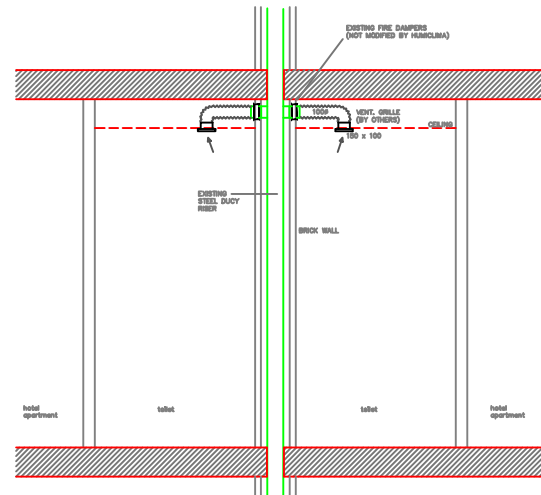 EXISTING FIRE DAMPERS
(NOT MODIFIED BY HUMICLIMA)
100ø
VENT. GRILLE
(BY OTHERS)
CEILING
150 x 100
EXISTING
STEEL DUCY
RISER
BRICK WALL
hotel
apartment
toilet
toilet
hotel
apartment